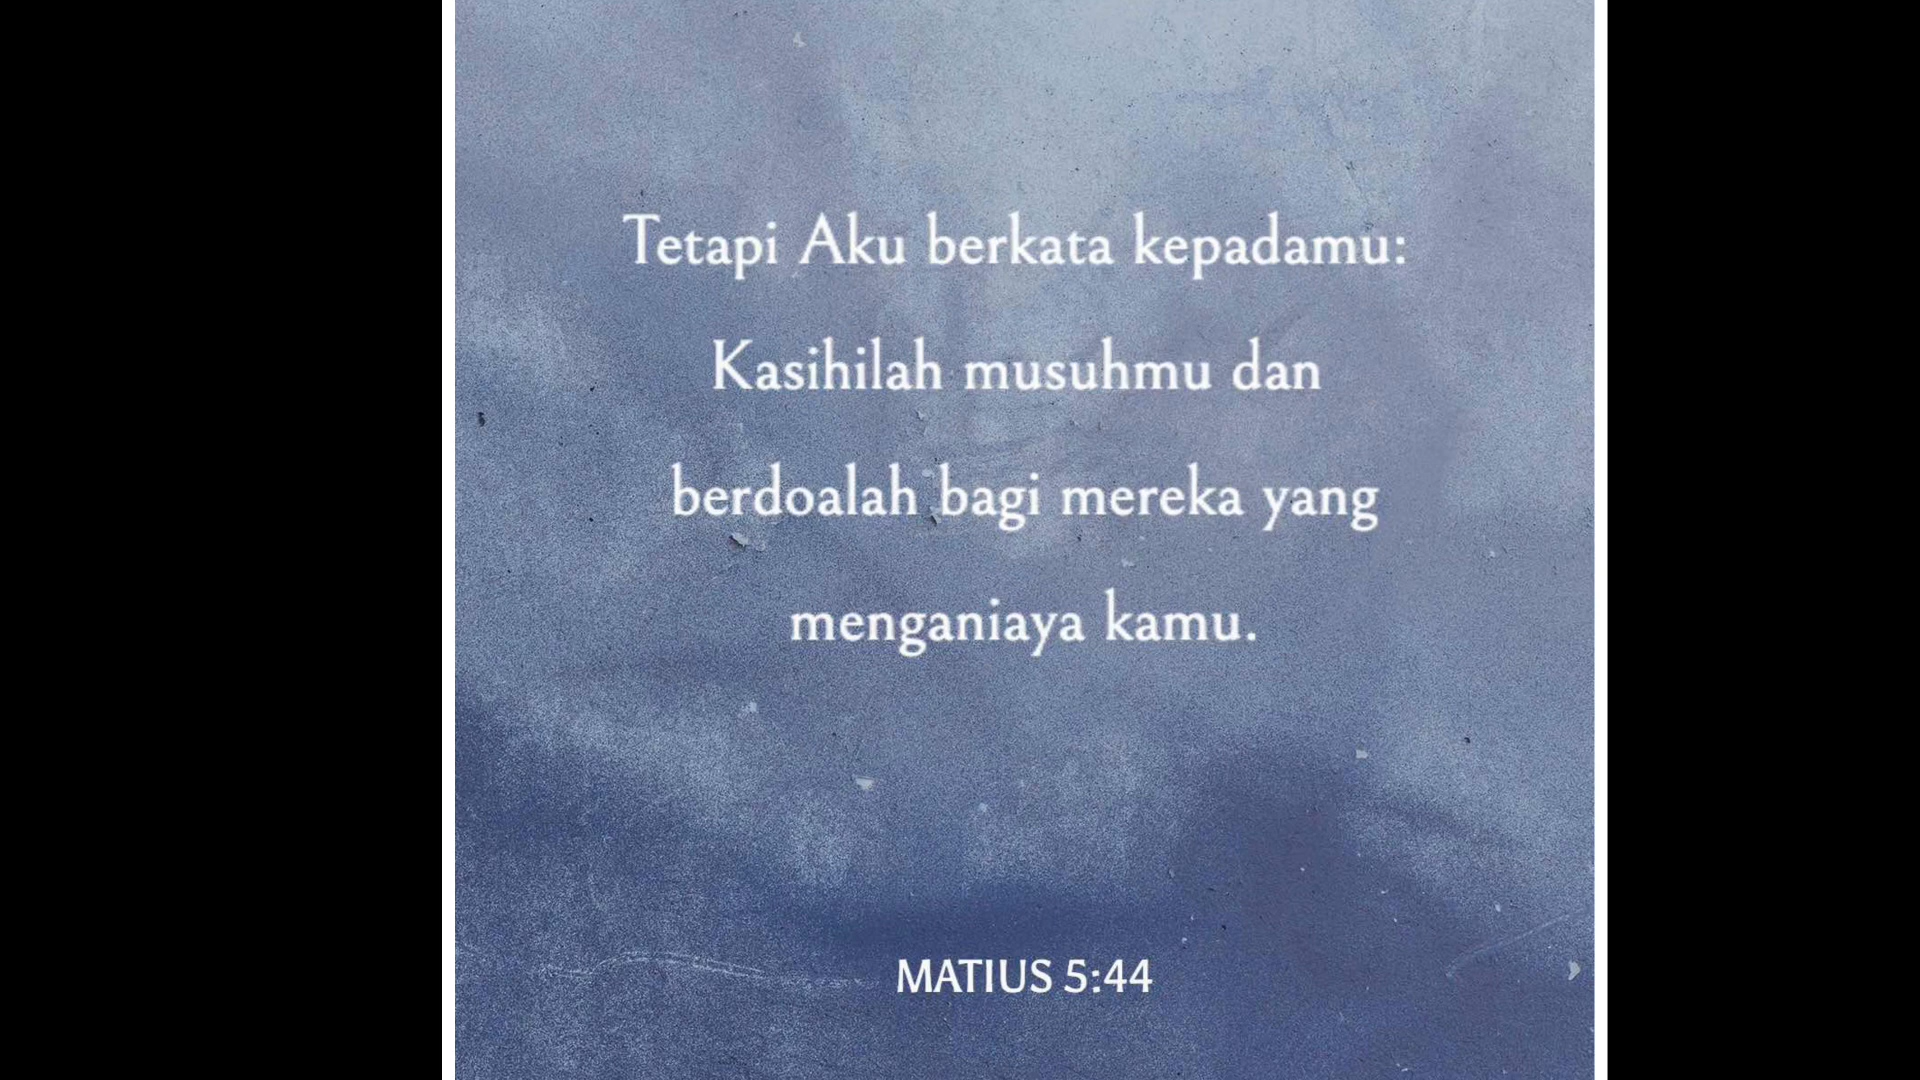 Tetapi Aku berkata kepadamu:
Kasihilah musuhmu dan
berdoalah bagi mereka yang
menganiaya kamu.
MATIUS 5:44